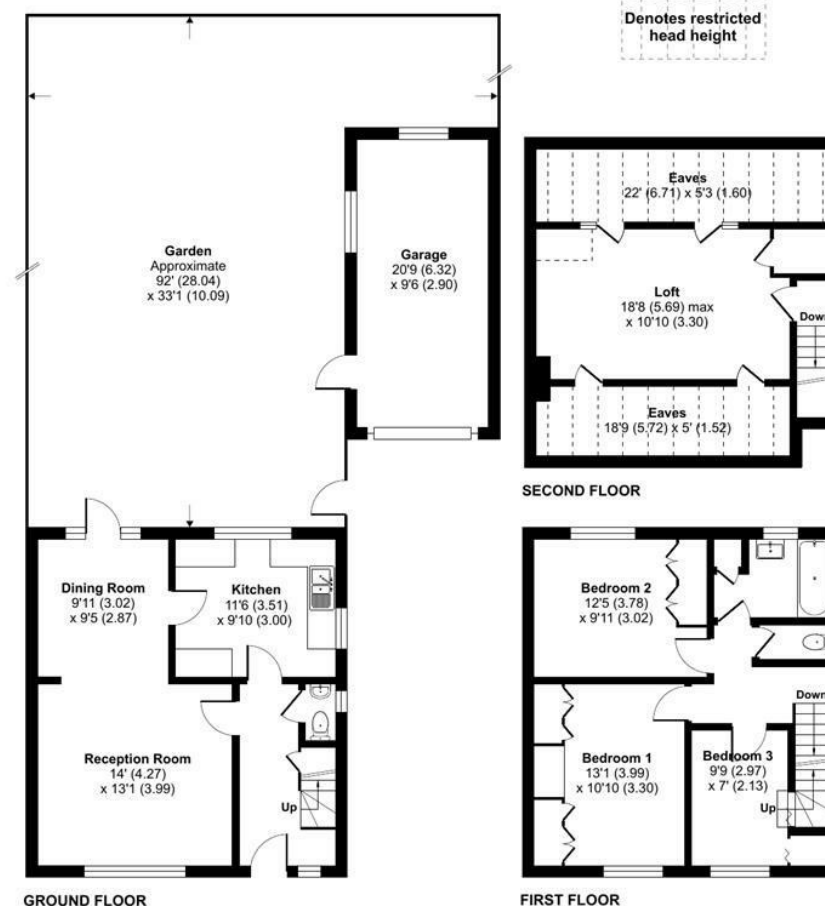 Denotes restricted
head height
Garden
Approximate
92' (28.04)
x 33'1 (10.09)
Garage
20'9 (6.32)
x 9'6 (2.90)
Eaves
22' (6.71) x 5'3 (1.60)
Loft
18'8 (5.69) max
x 10'10 (3.30)
Down
Eaves
18'9 (5.72) x 5' (1.52)
SECOND FLOOR
Dining Room
9'11 (3.02)
x 9'5 (2.87)
Kitchen
11'6 (3.51)
x 9'10 (3.00)
Reception Room
14' (4.27)
x 13'1 (3.99)
Up
GROUND FLOOR
Bedroom 2
12'5 (3.78)
x 9'11 (3.02)
Down
Bedroom 1
13'1 (3.99)
x 10'10 (3.30)
Bedroom 3
9'9 (2.97)
x 7' (2.13)
Up
FIRST FLOOR